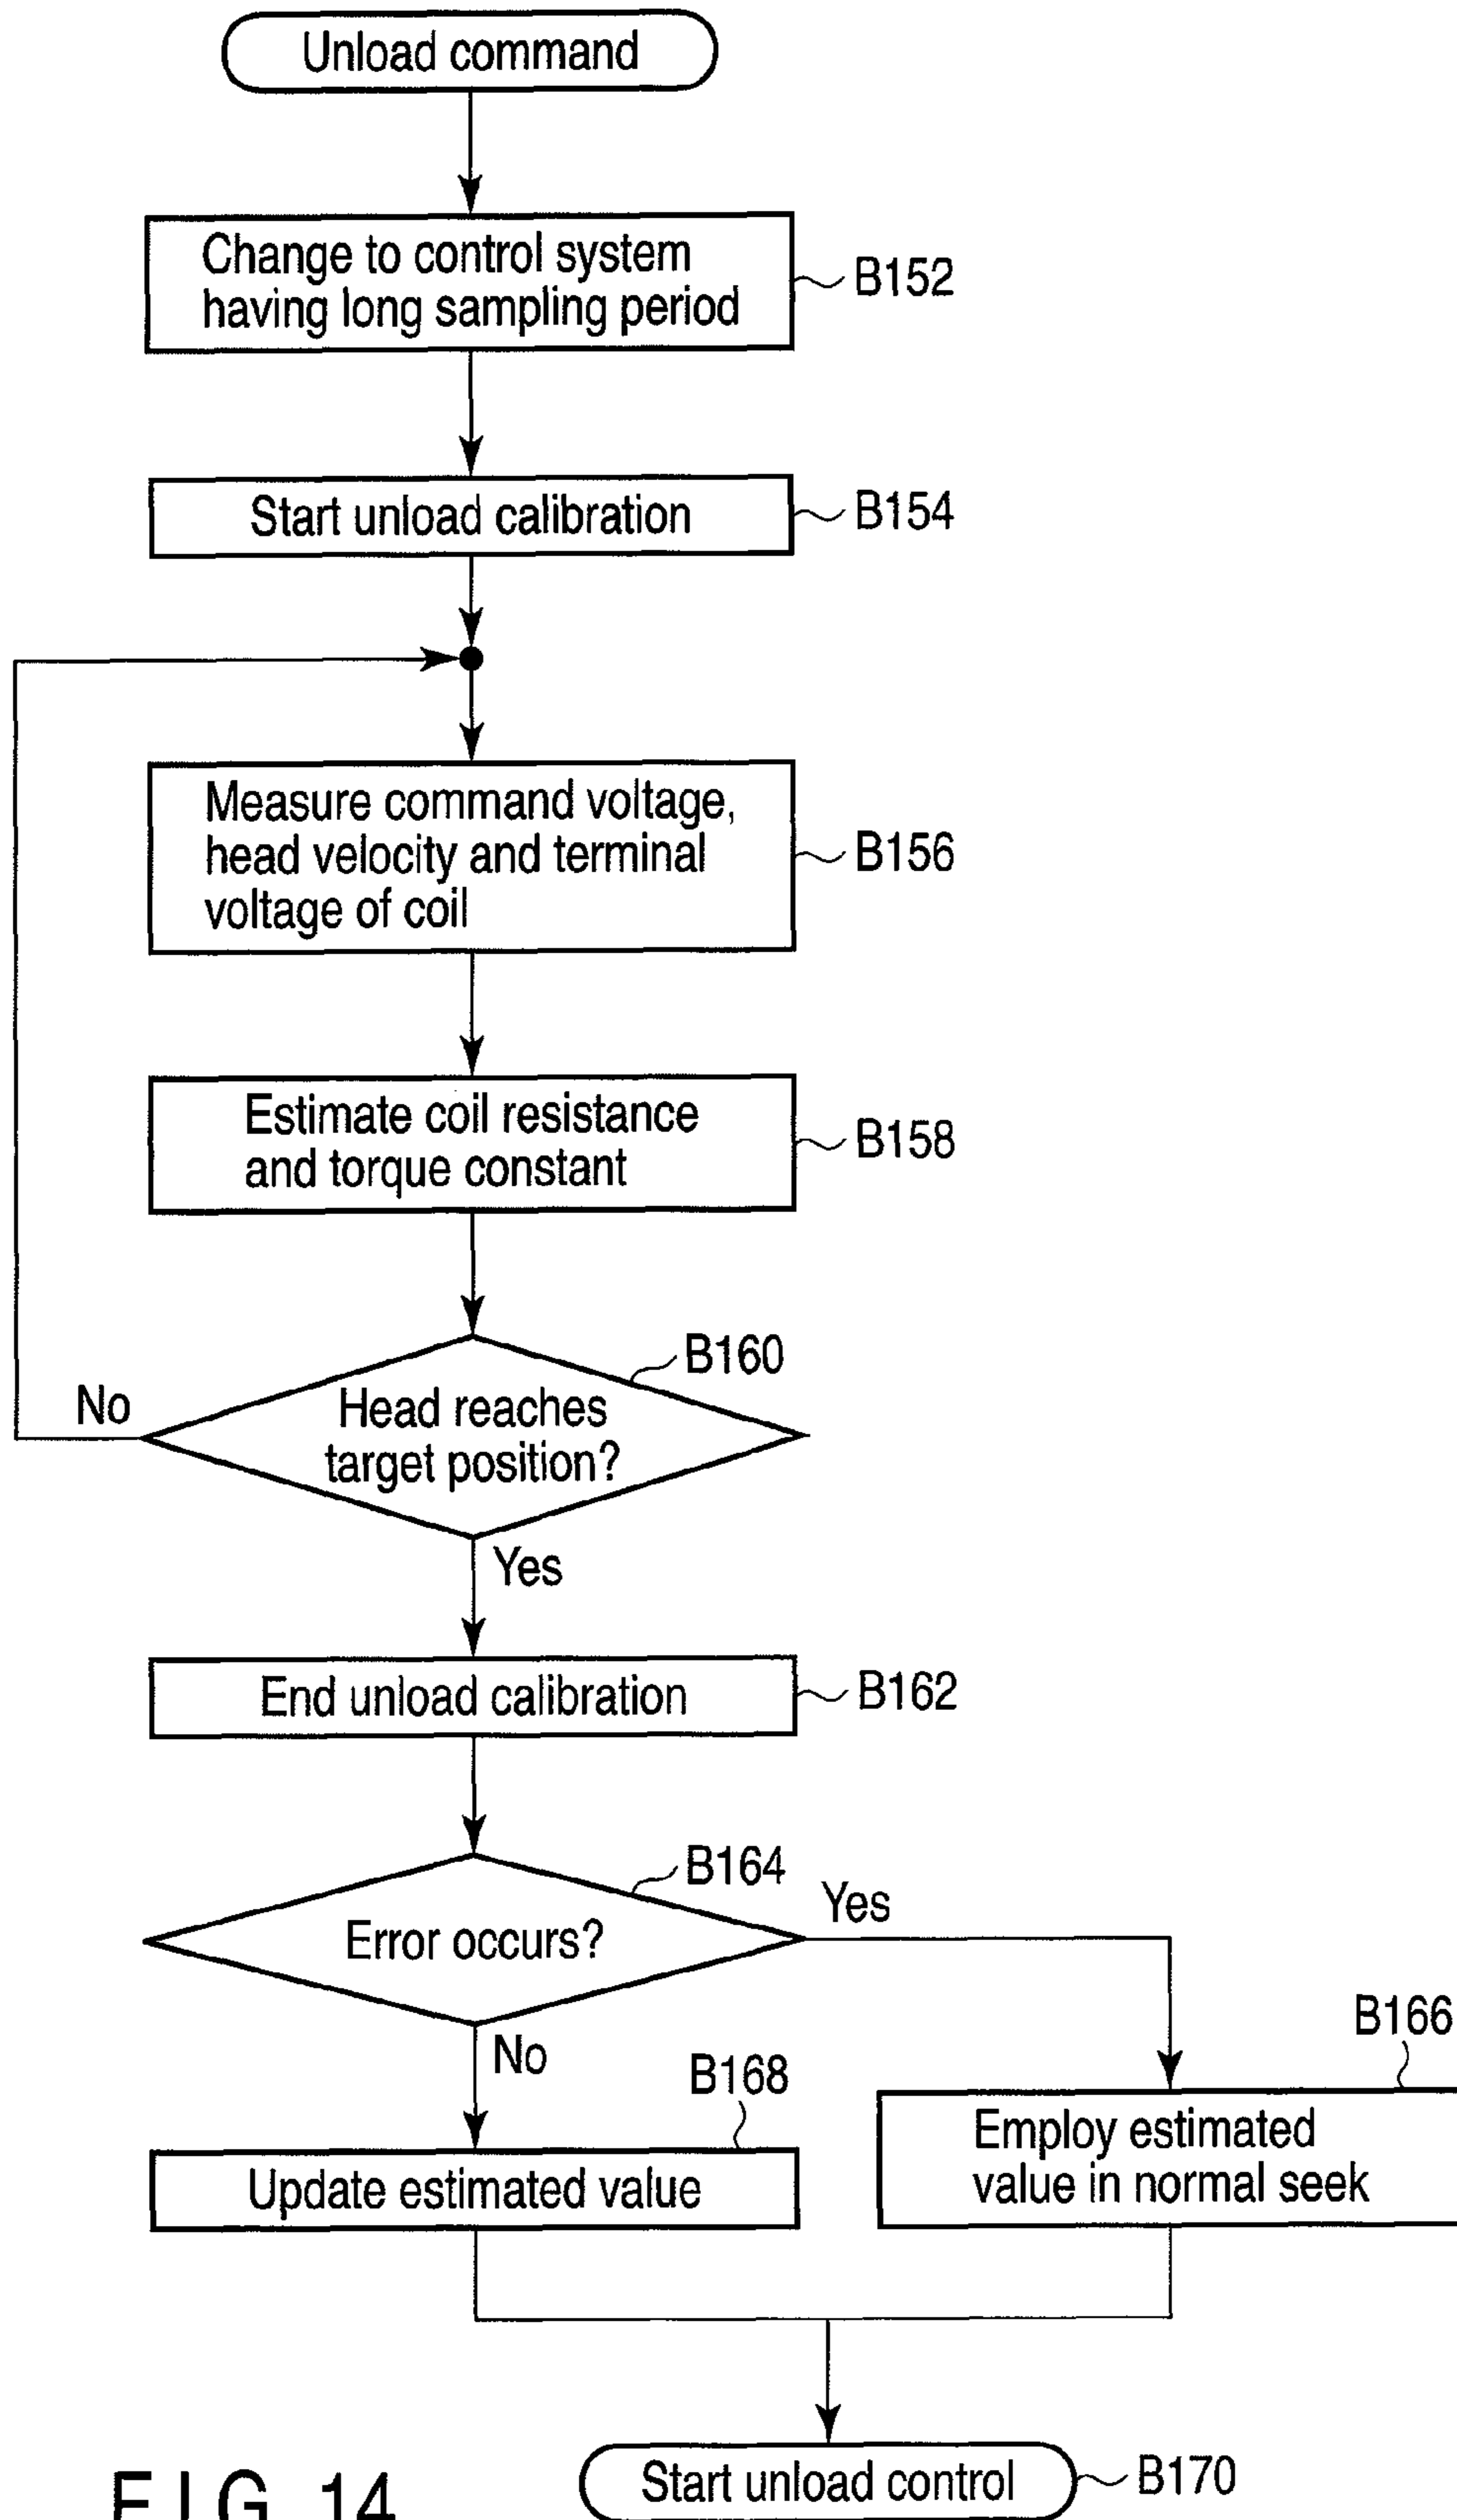 Unload command
Change to control system
having long sampling period
B152
Start unload calibration
B154
Measure command voltage,
head velocity and terminal
voltage of coil
B156
Estimate coil resistance
and torque constant
B158
B160
Head reaches
target position?
No
Yes
End unload calibration
B162
B164
Error occurs?
Yes
No
B166
B168
Employ estimated
value in normal seek
Update estimated value
Start unload control
B170
FIG. 14